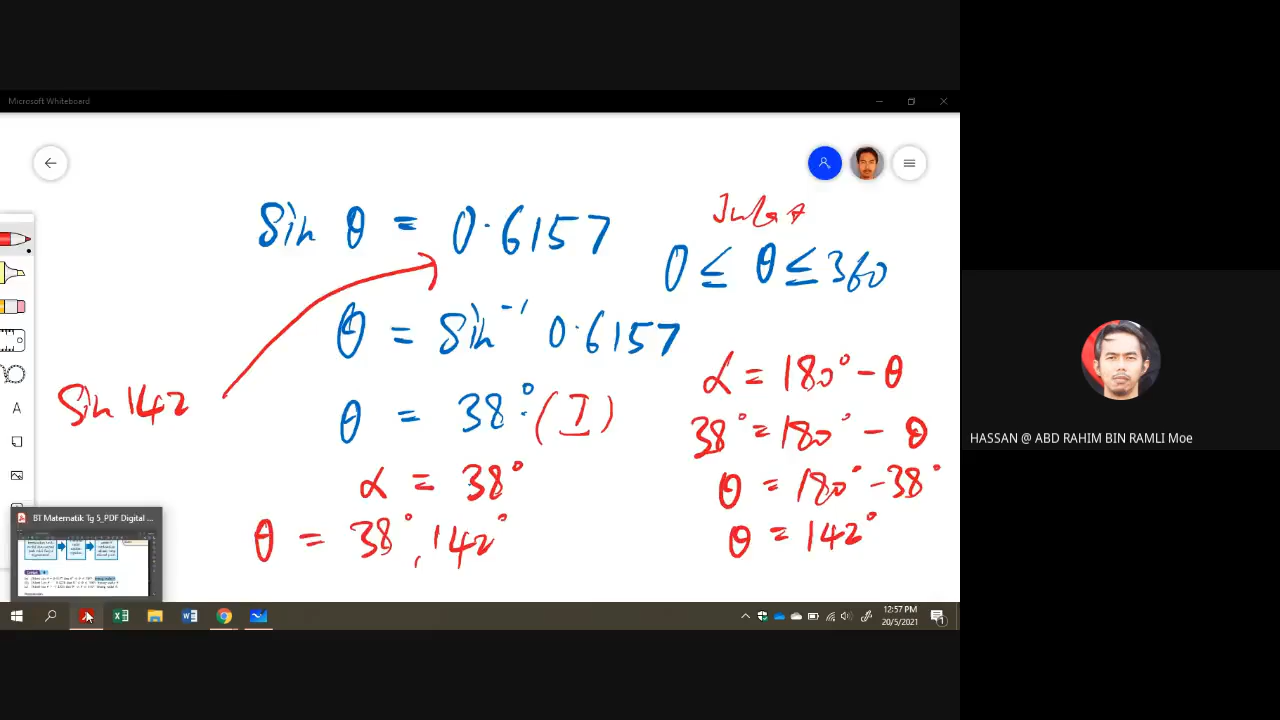 Microsoft Whiteboard
Sin θ = 0.6157
0 ≤ θ ≤ 360
θ = Sin⁻¹ 0.6157
Sin 142
θ = 38° (I)
α = 38°
θ = 38°, 142°
α = 180° - θ
38° = 180° - θ
θ = 180° - 38°
θ = 142°
HASSAN @ ABD RAHIM BIN RAMLI Moe
BT Matematik Tg 5_PDF Digital ...
12:57 PM
20/5/2021